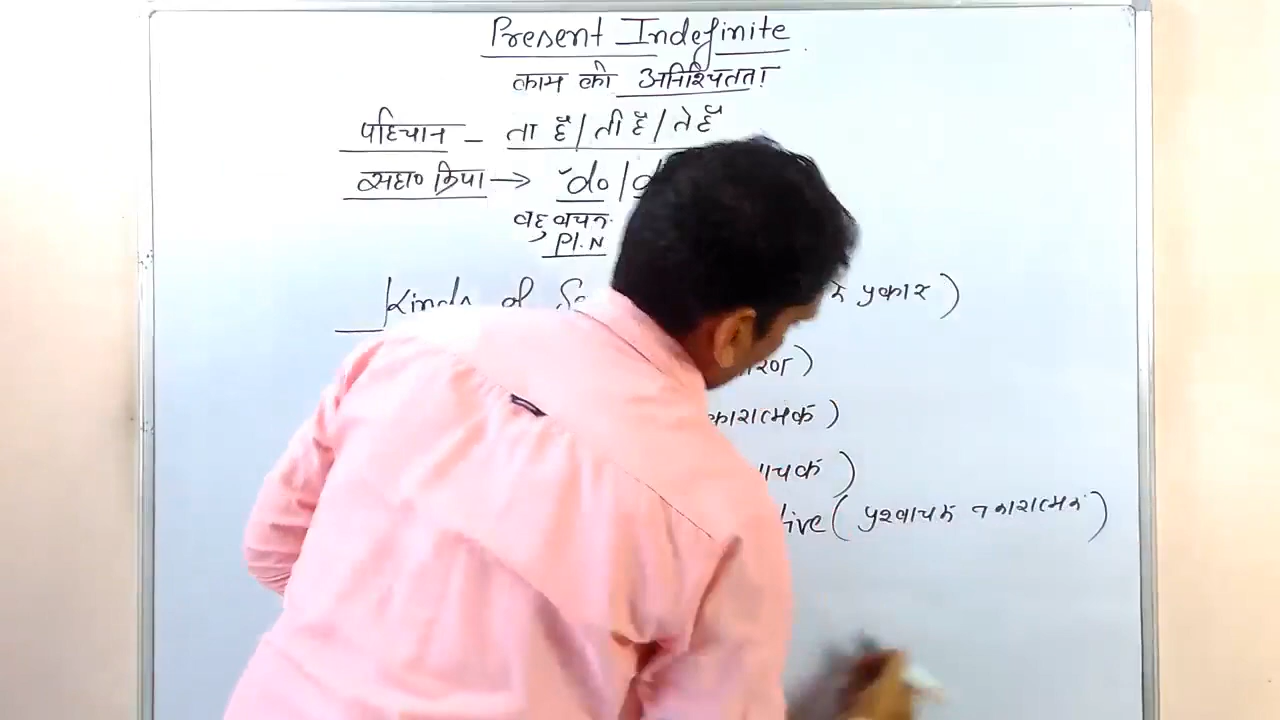 Present Indefinite
काम की अनिश्चितता
पहिचान - ता है / ती है / ते हैं
सहा० क्रिया → do /
बहुवचन
Pl. N
Kinds of प्रकार )
)
कारात्मक )
वाचक )
tive ( प्रश्नवाचक नकारात्मक )